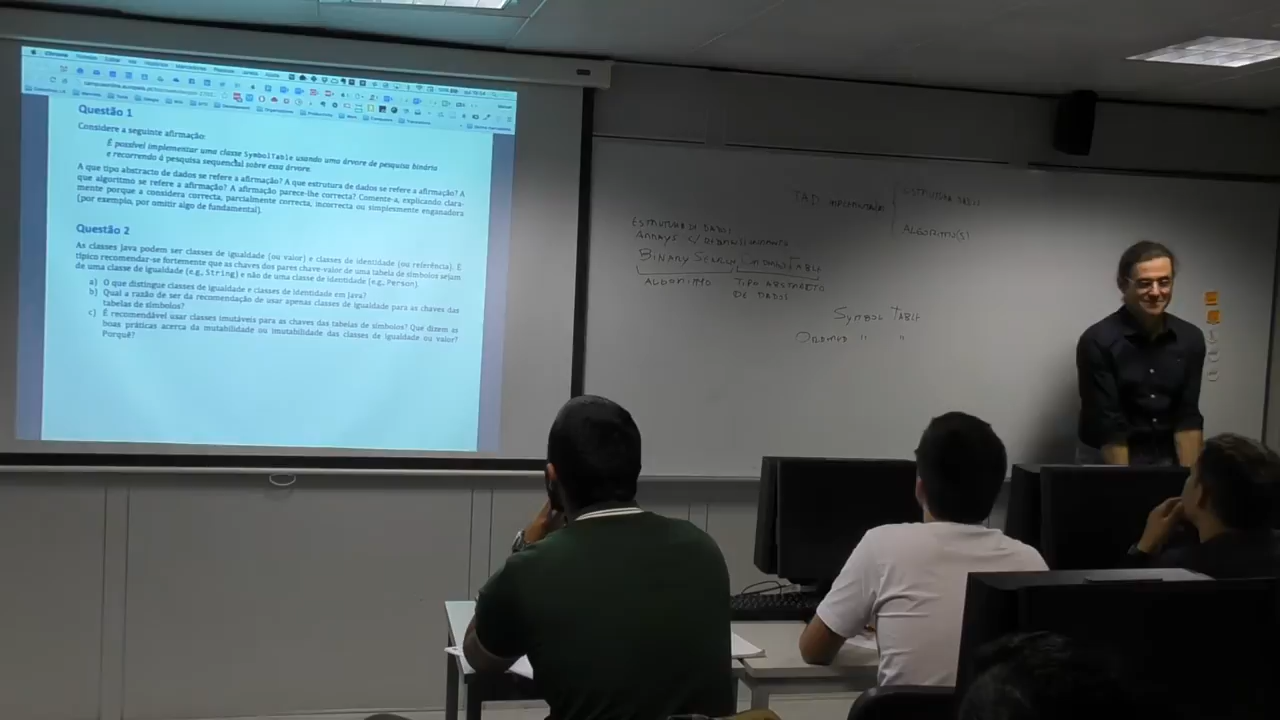 Questão 1
Considere a seguinte afirmação:
É possível implementar uma classe SymbolTable usando uma árvore de pesquisa binária
e recorrendo à pesquisa sequencial sobre essa árvore.
A que tipo abstracto de dados se refere a afirmação? A que estrutura de dados se refere a afirmação? A
que algoritmo se refere a afirmação? A afirmação parece-lhe correcta? Comente-a, explicando clara-
mente porque a considera correcta, parcialmente correcta, incorrecta ou simplesmente enganadora
(por exemplo, por omitir algo de fundamental).
Questão 2
As classes Java podem ser classes de igualdade (ou valor) e classes de identidade (ou referência). É
típico recomendar-se fortemente que as chaves dos pares chave-valor de uma tabela de símbolos sejam
de uma classe de igualdade (e.g., String) e não de uma classe de identidade (e.g., Person).
a) O que distingue classes de igualdade e classes de identidade em Java?
b) Qual a razão de ser da recomendação de usar apenas classes de igualdade para as chaves das
tabelas de símbolos?
c) É recomendável usar classes imutáveis para as chaves das tabelas de símbolos? Que dizem as
boas práticas acerca da mutabilidade ou imutabilidade das classes de igualdade ou valor?
Porquê?
ESTRUTURA DE DADOS
ARRAYS C/
BINARY SEARCH SYMBOL TABLE
ALGORITMO TIPO ABSTRACTO
DE DADOS
TAD IMPLEMENTADOS
ESTRUTURA DADOS
ALGORITMO(S)
SYMBOL TABLE
ORDERED " "